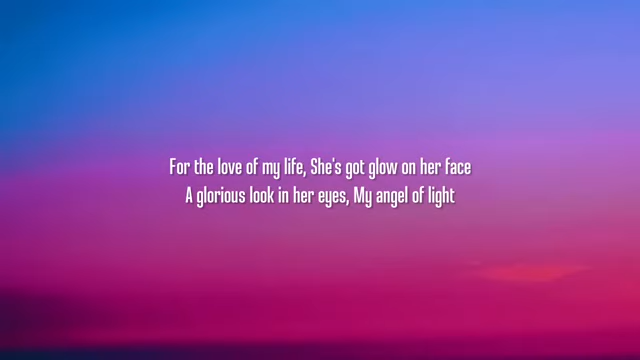 For the love of my life, She's got glow on her face
A glorious look in her eyes, My angel of light